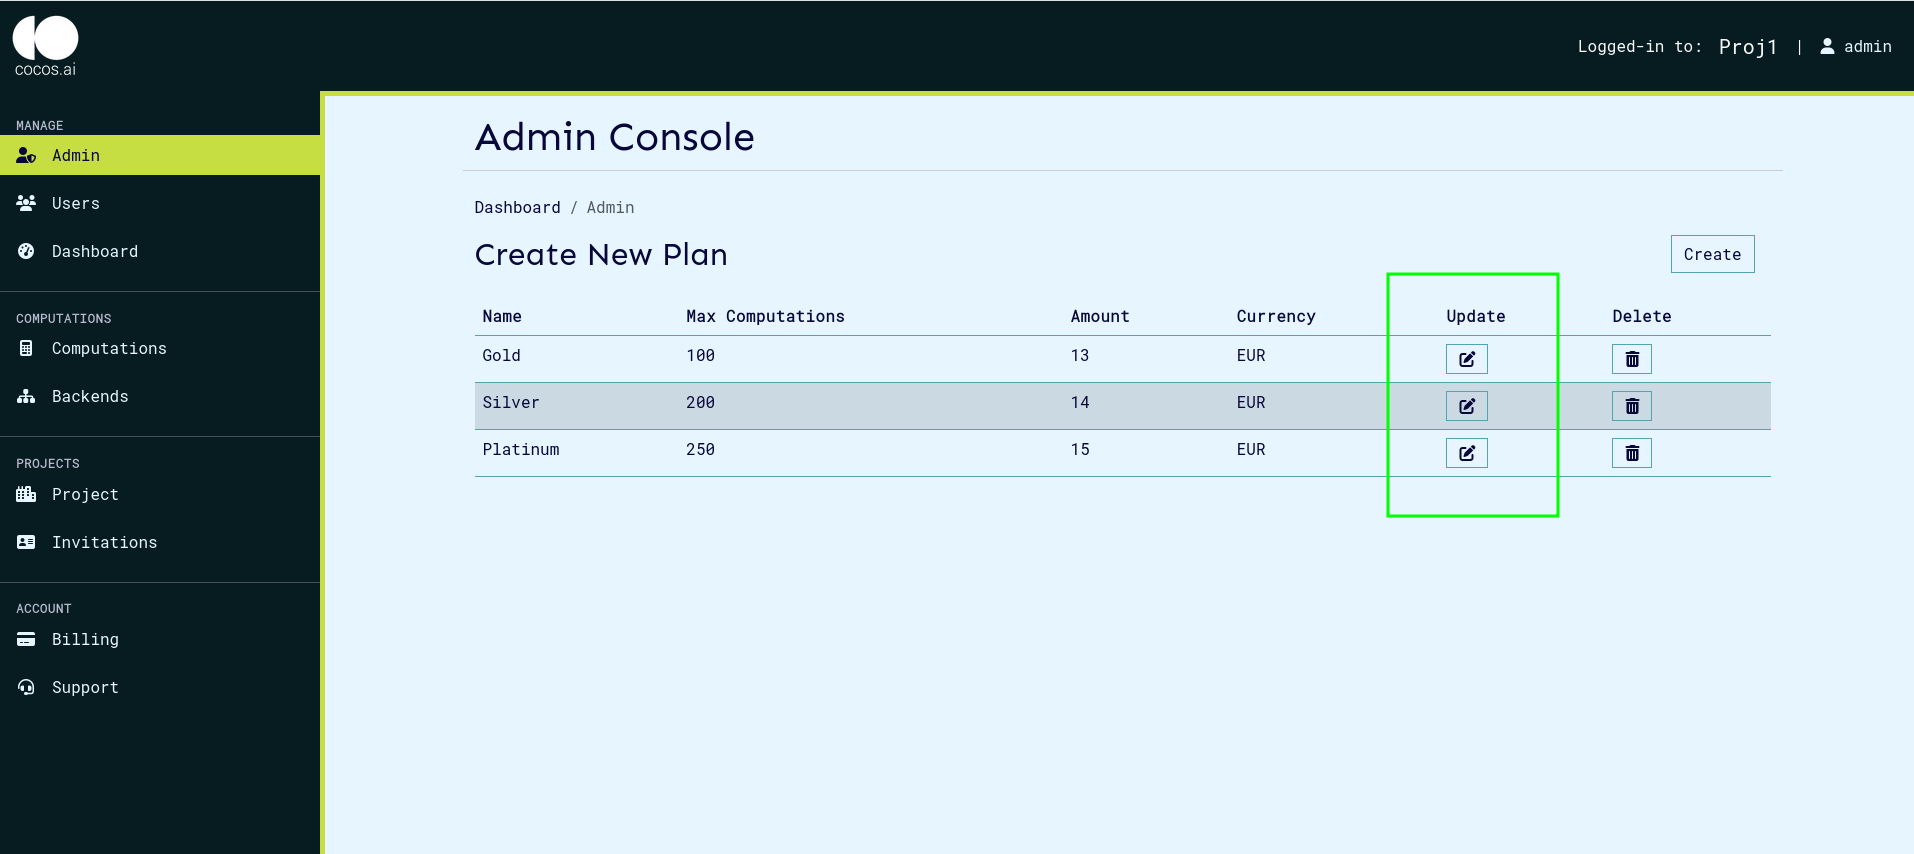 cocos.ai
Logged-in to: Proj1 | admin
MANAGE
Admin
Users
Dashboard
COMPUTATIONS
Computations
Backends
PROJECTS
Project
Invitations
ACCOUNT
Billing
Support
Admin Console
Dashboard / Admin
Create New Plan
Create
Name Max Computations Amount Currency Update Delete
Gold 100 13 EUR
Silver 200 14 EUR
Platinum 250 15 EUR